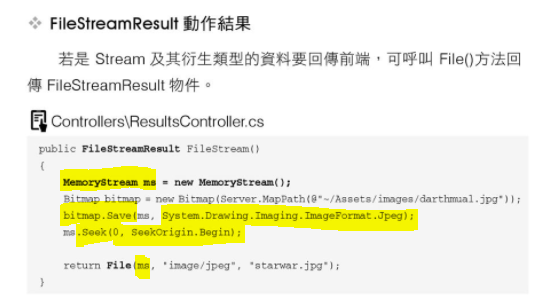 ❖ FileStreamResult 動作結果
若是 Stream 及其衍生類型的資料要回傳前端，可呼叫 File()方法回
傳 FileStreamResult 物件。
Controllers\ResultsController.cs
public FileStreamResult FileStream()
{
MemoryStream ms = new MemoryStream();
Bitmap bitmap = new Bitmap(Server.MapPath(@"~/Assets/images/darthmual.jpg"));
bitmap.Save(ms, System.Drawing.Imaging.ImageFormat.Jpeg);
ms.Seek(0, SeekOrigin.Begin);
return File(ms, "image/jpeg", "starwar.jpg");
}